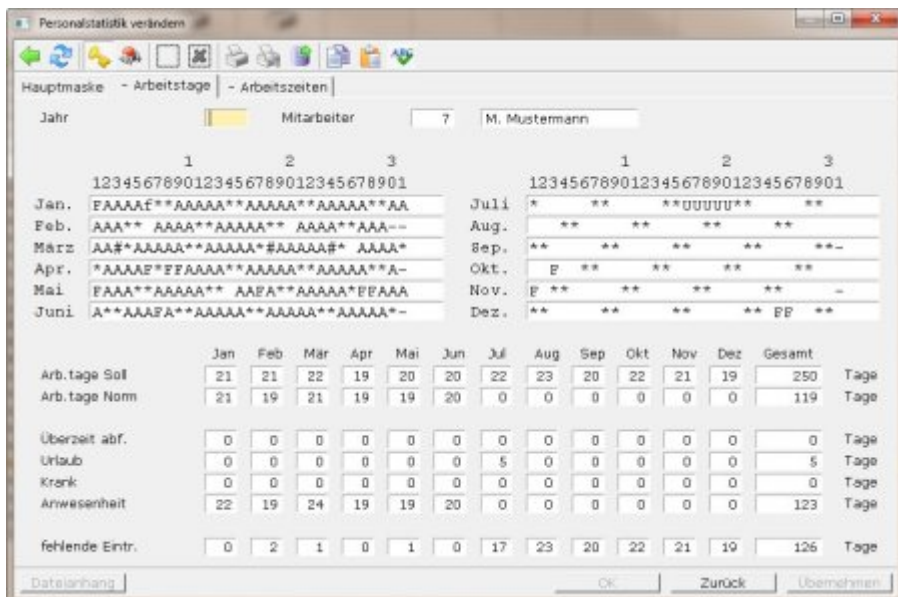 Personalstatistik verändern
Hauptmaske - Arbeitstage - Arbeitszeiten
Jahr Mitarbeiter 7 M. Mustermann
1 2 3 1 2 3
1234567890123456789012345678901 1234567890123456789012345678901
Jan. FAAAAf**AAAAA**AAAAA**AAAAA**AA Juli * ** **UUUUU** **
Feb. AAA** AAAAA**AAAAA** AAAA**AAA-- Aug. ** ** ** **
März AA#*AAAAA**AAAAA*#AAAAA#* AAAA* Sep. ** ** ** ** **-
Apr. *AAAAF*FFAAAA**AAAAA**AAAAA**A- Okt. F ** ** ** **
Mai FAAA**AAAAA** AAFA**AAAAA*FFAAA Nov. F ** ** ** ** -
Juni A**AAAFA**AAAAA**AAAAA**AAAAA*- Dez. ** ** ** ** FF **
Jan Feb Mär Apr Mai Jun Jul Aug Sep Okt Nov Dez Gesamt
Arb.tage Soll 21 21 22 19 20 20 22 23 20 22 21 19 250 Tage
Arb.tage Norm 21 19 21 19 19 20 0 0 0 0 0 0 119 Tage
Überzeit abf. 0 0 0 0 0 0 0 0 0 0 0 0 0 Tage
Urlaub 0 0 0 0 0 0 5 0 0 0 0 0 5 Tage
Krank 0 0 0 0 0 0 0 0 0 0 0 0 0 Tage
Anwesenheit 22 19 24 19 19 20 0 0 0 0 0 0 123 Tage
fehlende Eintr. 0 2 1 0 1 0 17 23 20 22 21 19 126 Tage
Dateianhang OK Zurück Übernehmen